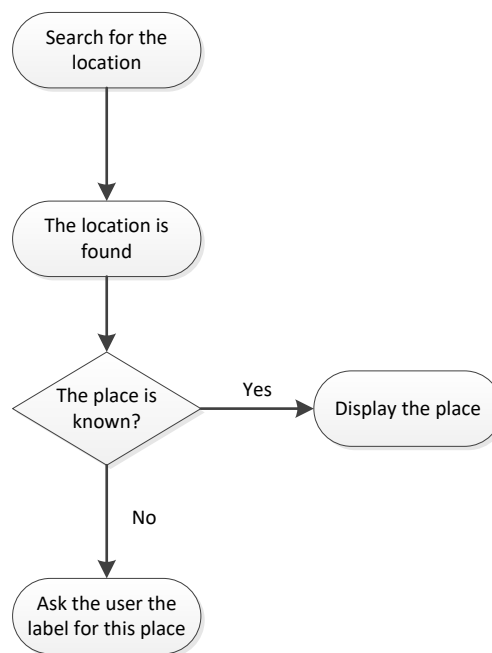 Search for the
location
The location is
found
The place is
known?
Yes
Display the place
No
Ask the user the
label for this place